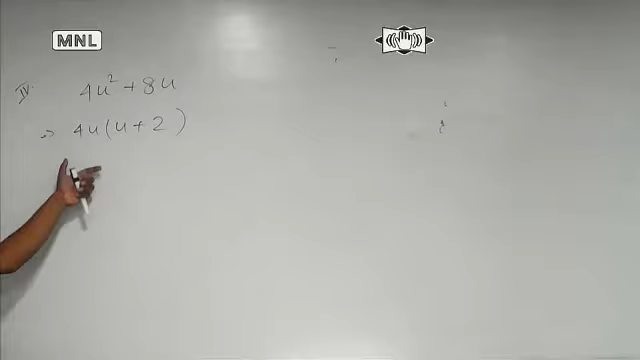 MNL
IV. 4u² + 8u
=> 4u(u + 2)